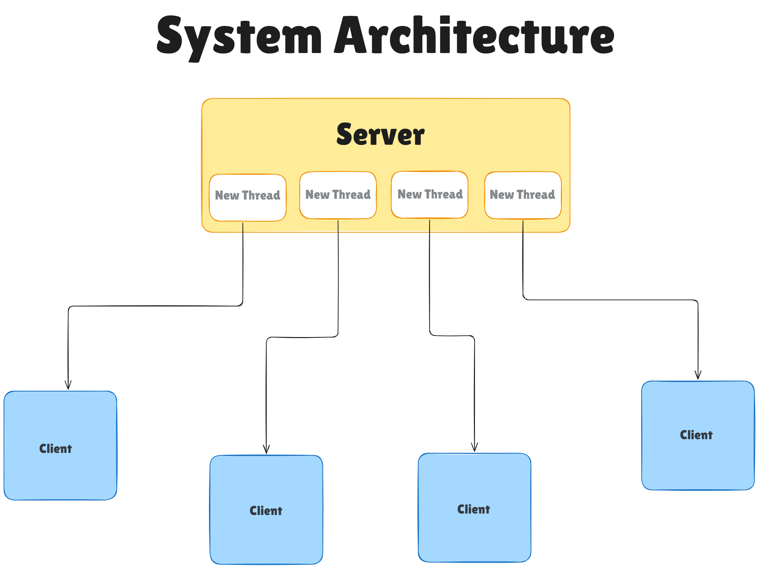 System Architecture
Server
New Thread
New Thread
New Thread
New Thread
Client
Client
Client
Client